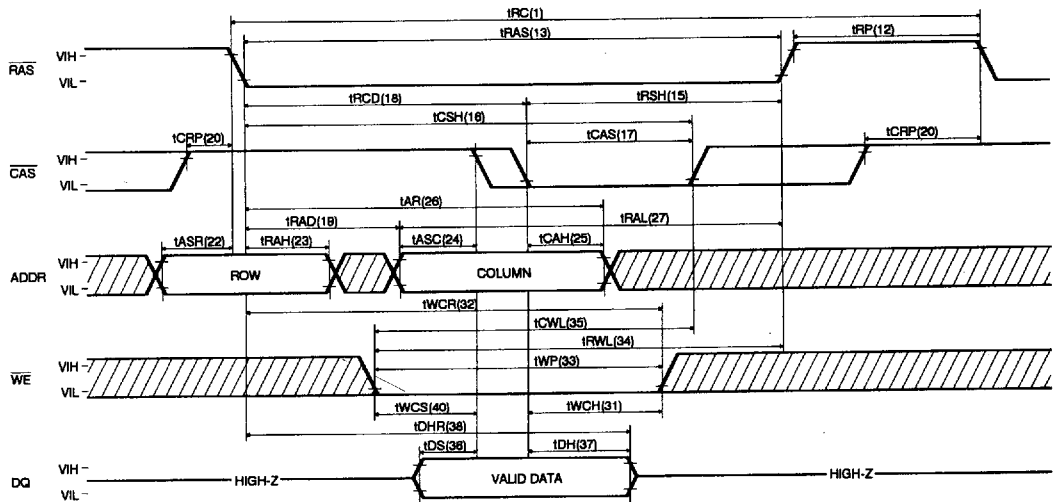 tRC(1)
tRAS(13)
tRP(12)
RAS
VIH
VIL
tRCD(18)
tRSH(15)
tCSH(16)
tCRP(20)
tCAS(17)
tCRP(20)
CAS
VIH
VIL
tAR(26)
tRAD(19)
tRAL(27)
tASR(22)
tRAH(23)
tASC(24)
tCAH(25)
ADDR
VIH
VIL
ROW
COLUMN
tWCR(32)
tCWL(35)
tRWL(34)
tWP(33)
WE
VIH
VIL
tWCS(40)
tWCH(31)
tDHR(38)
tDS(36)
tDH(37)
DQ
VIH
VIL
HIGH-Z
VALID DATA
HIGH-Z